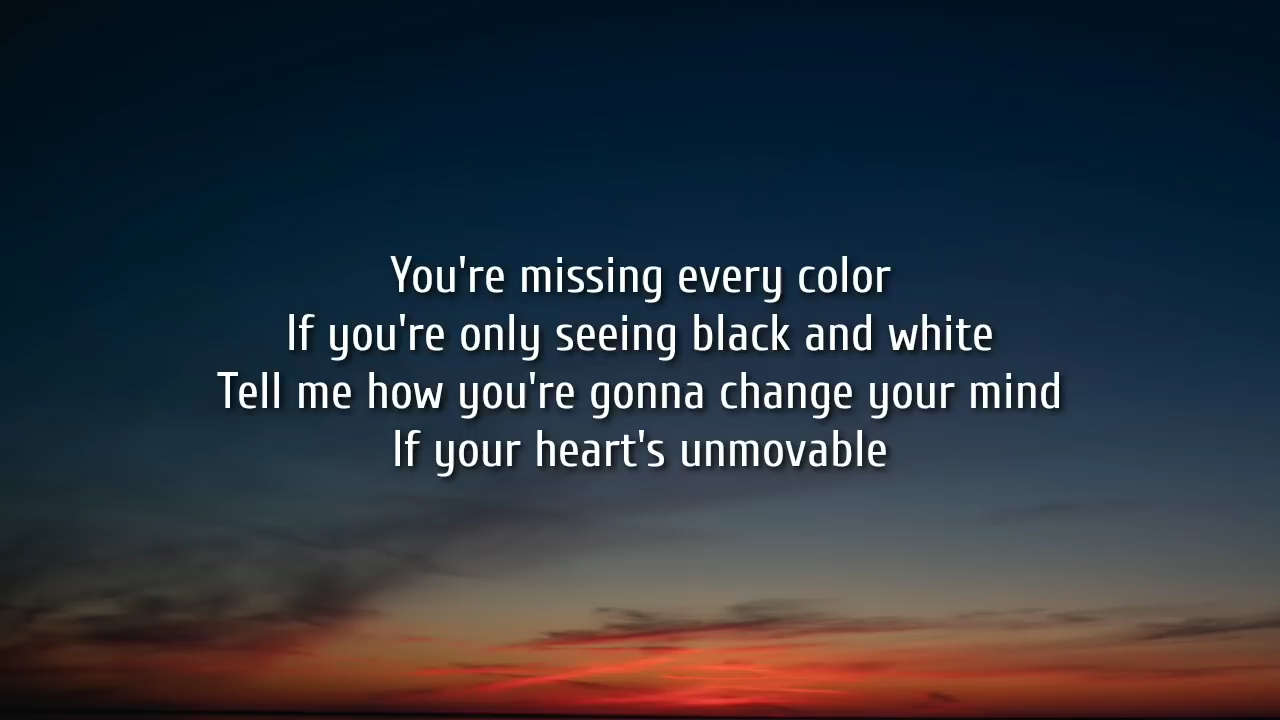 You're missing every color
If you're only seeing black and white
Tell me how you're gonna change your mind
If your heart's unmovable